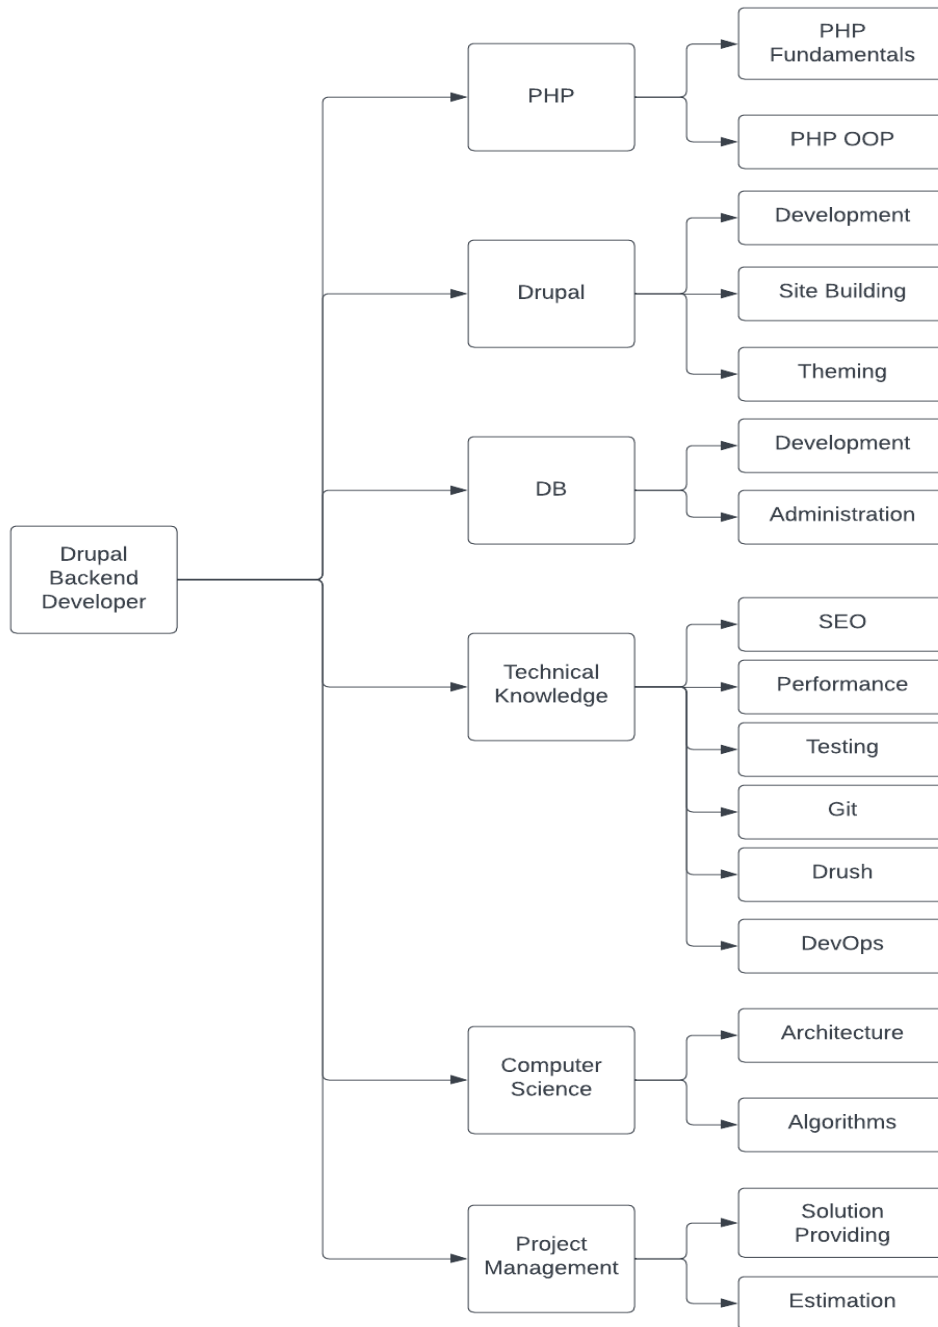 PHP
Fundamentals
PHP
PHP OOP
Development
Drupal
Site Building
Theming
Development
DB
Administration
Drupal
Backend
Developer
SEO
Technical
Knowledge
Performance
Testing
Git
Drush
DevOps
Architecture
Computer
Science
Algorithms
Solution
Providing
Project
Management
Estimation